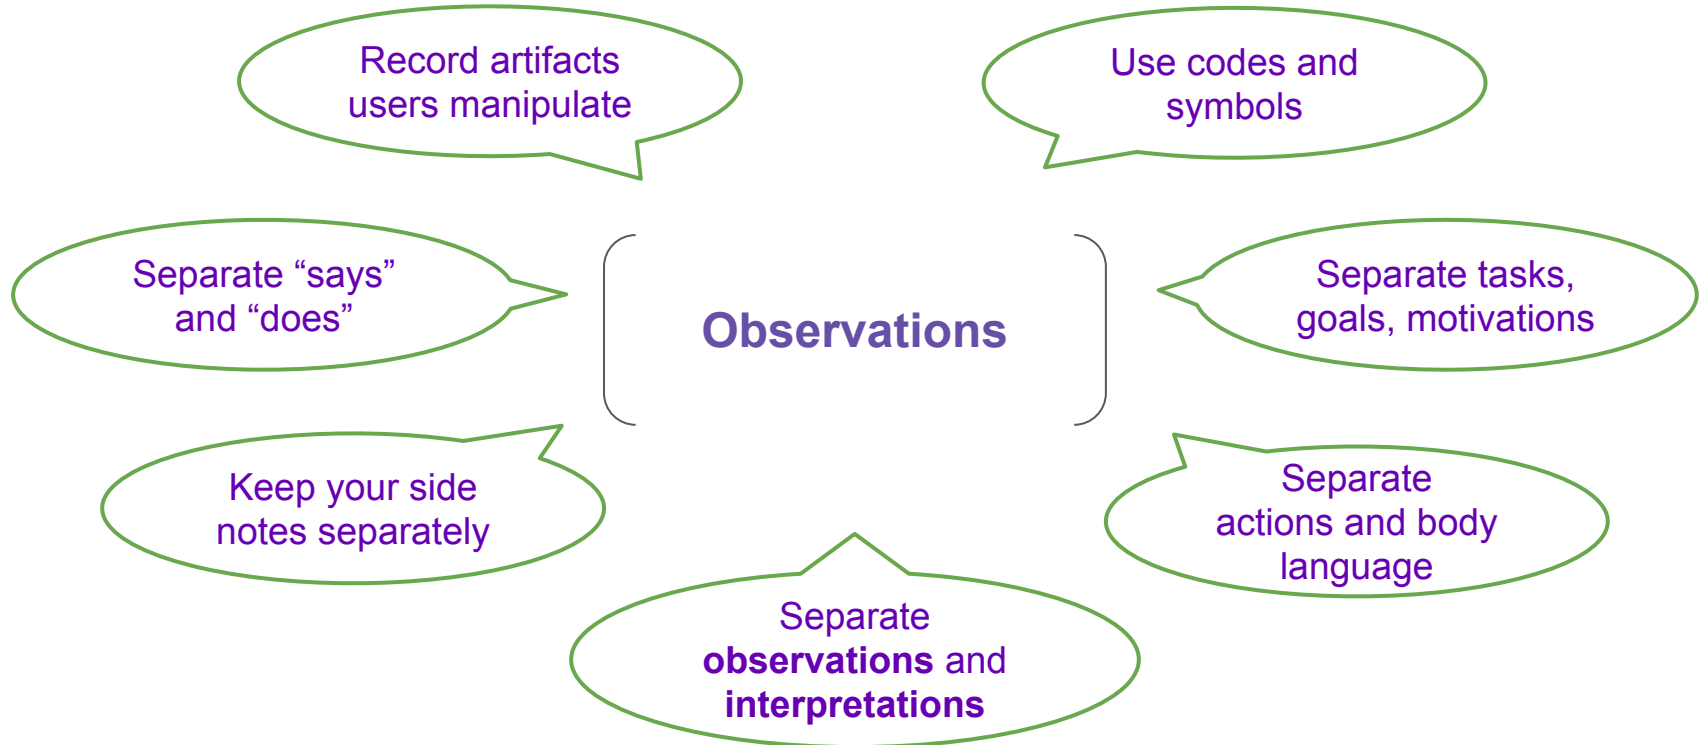 Record artifacts
users manipulate
Use codes and
symbols
Separate “says”
and “does”
Observations
Separate tasks,
goals, motivations
Keep your side
notes separately
Separate
actions and body
language
Separate
observations and
interpretations